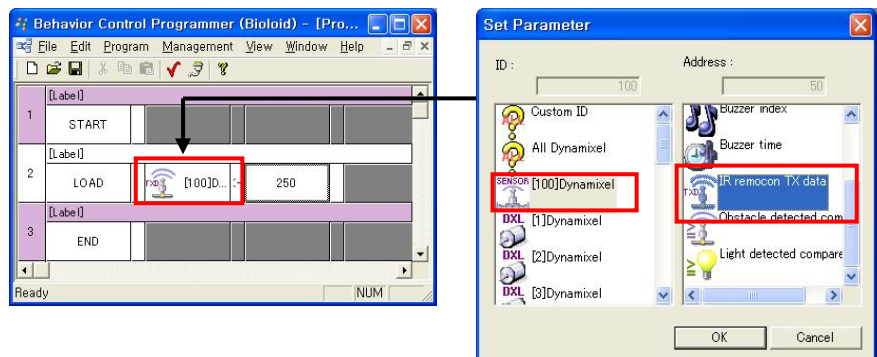 Behavior Control Programmer (Bioloid) - [Pro...
File Edit Program Management View Window Help
[Label]
1
START
[Label]
2
LOAD
TXD
[100]D...
<-
250
[Label]
3
END
Ready
NUM
Set Parameter
ID :
Address :
100
50
Custom ID
All Dynamixel
SENSOR
[100]Dynamixel
DXL
[1]Dynamixel
DXL
[2]Dynamixel
DXL
[3]Dynamixel
Buzzer index
Buzzer time
TXD
IR remocon TX data
Obstacle detected com
Light detected compare
OK
Cancel